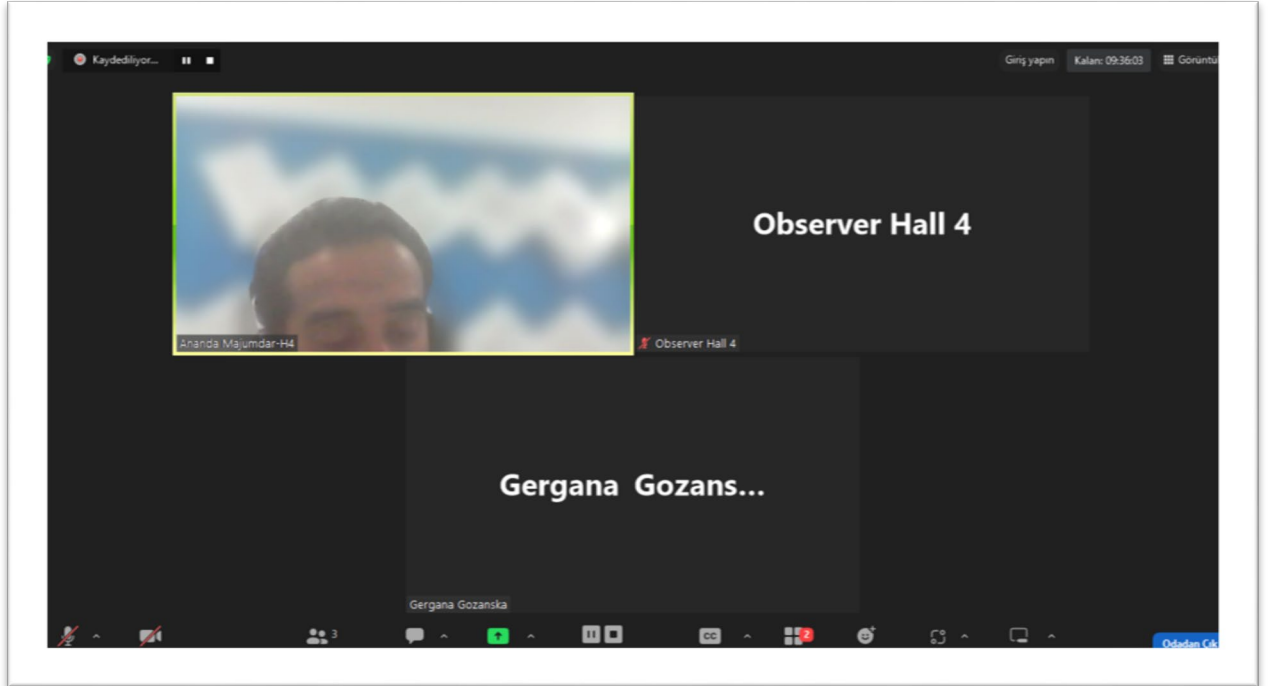 Kaydediliyor...
Giriş yapın
Kalan: 09:36:03
Görüntü
Observer Hall 4
Ananda Majumdar-H4
Observer Hall 4
Gergana Gozans...
Gergana Gozanska
3
CC
2
Odadan Çık